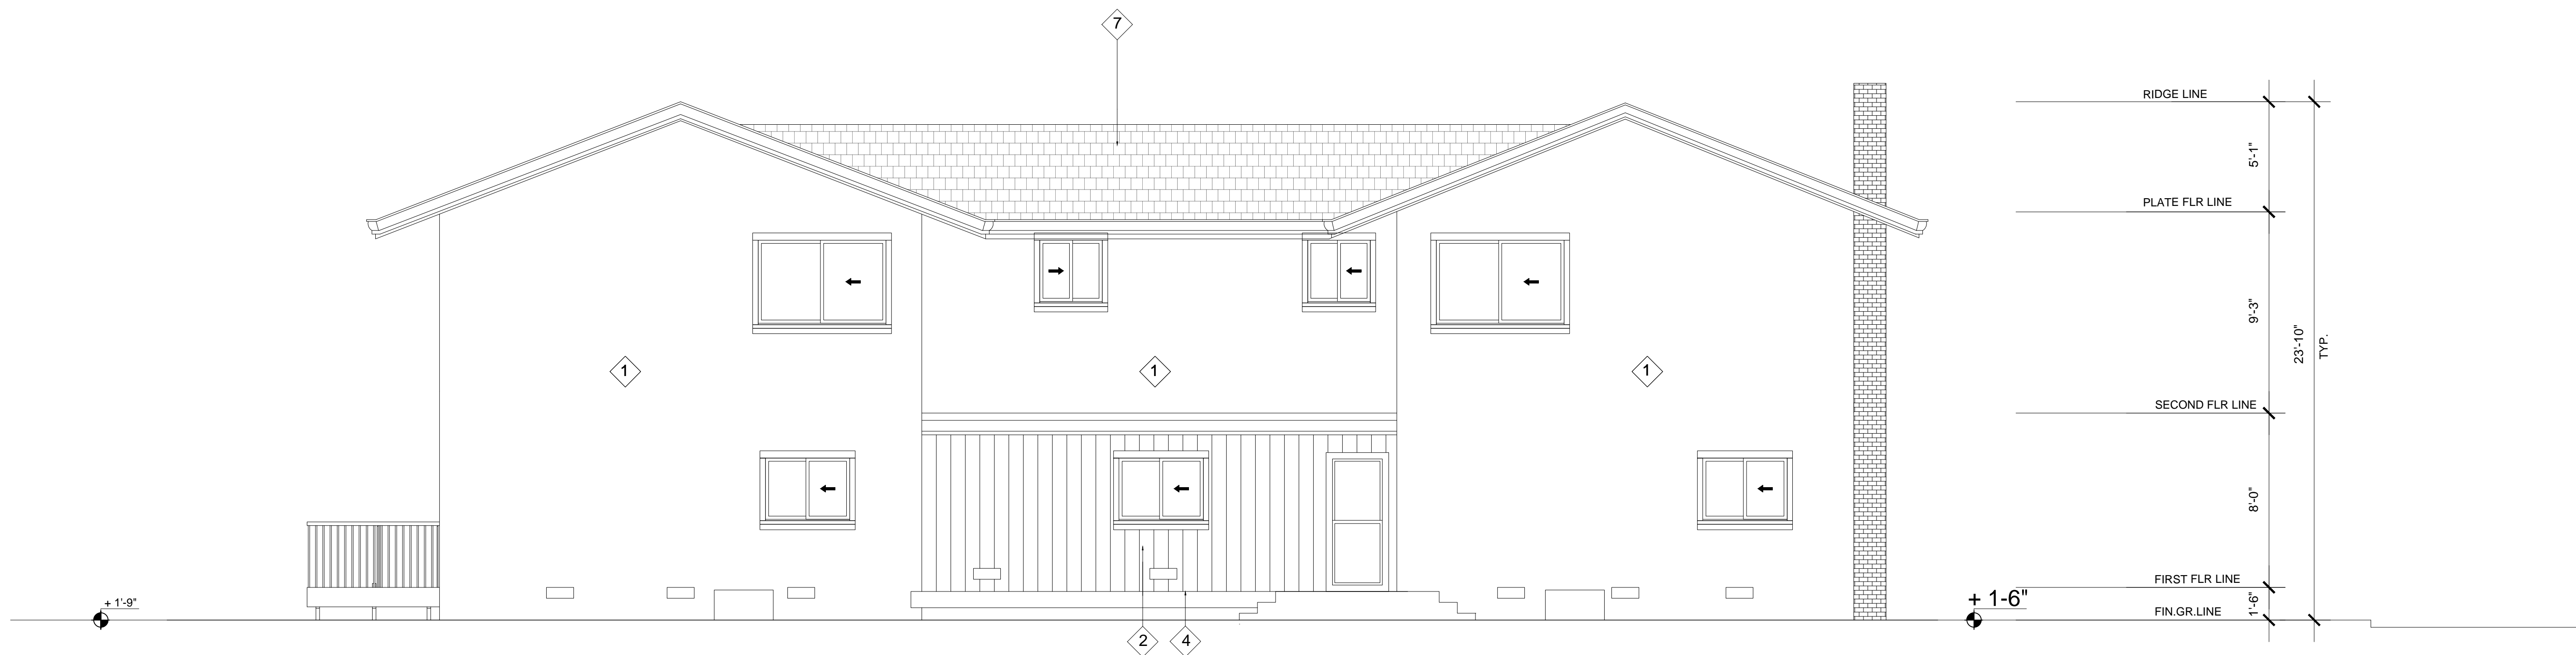 7
RIDGE LINE
5'-1"
PLATE FLR LINE
9'-3"
23'-10"
TYP.
1
1
1
SECOND FLR LINE
8'-0"
FIRST FLR LINE
+ 1'-9"
+ 1-6"
1'-6"
FIN.GR.LINE
2
4